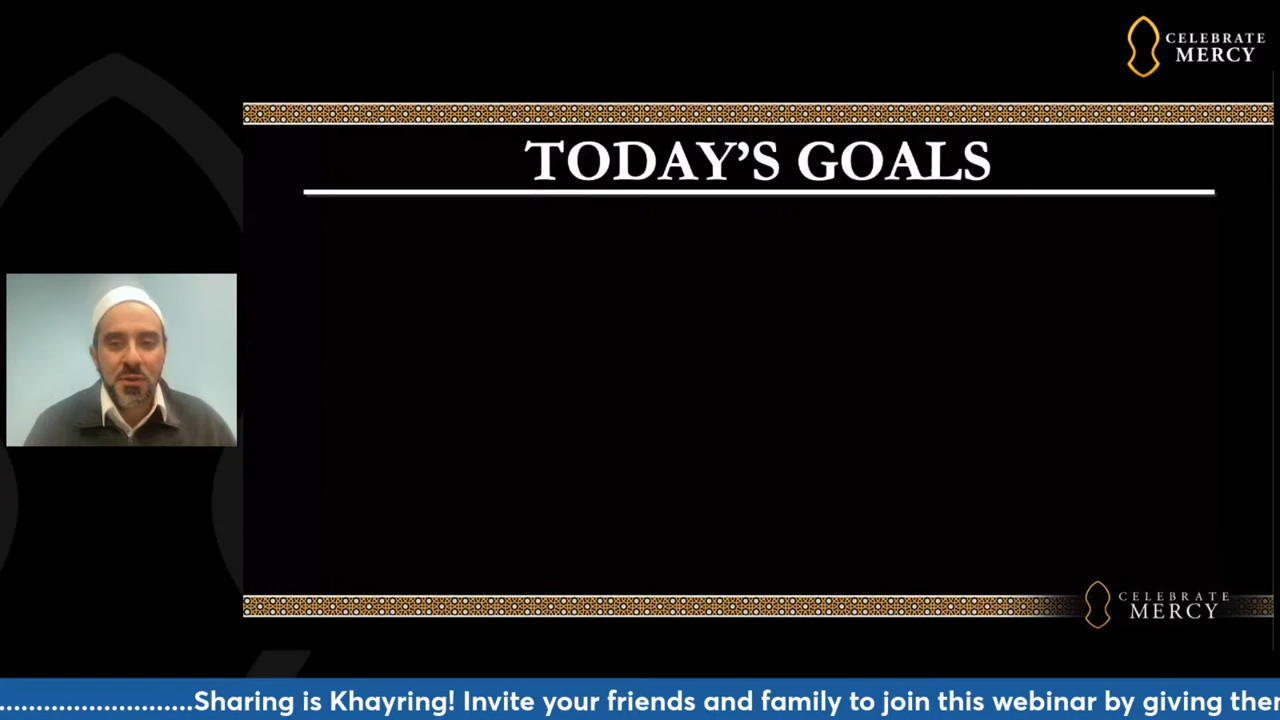 CELEBRATE
MERCY
TODAY'S GOALS
CELEBRATE
MERCY
..........................Sharing is Khayring! Invite your friends and family to join this webinar by giving ther